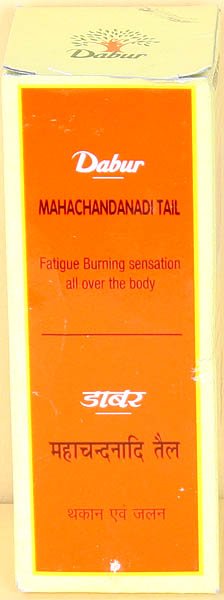 Dabur
Dabur
MAHACHANDANADI TAIL
Fatigue Burning sensation
all over the body
डाबर
महाचन्दनादि तैल
थकान एवं जलन